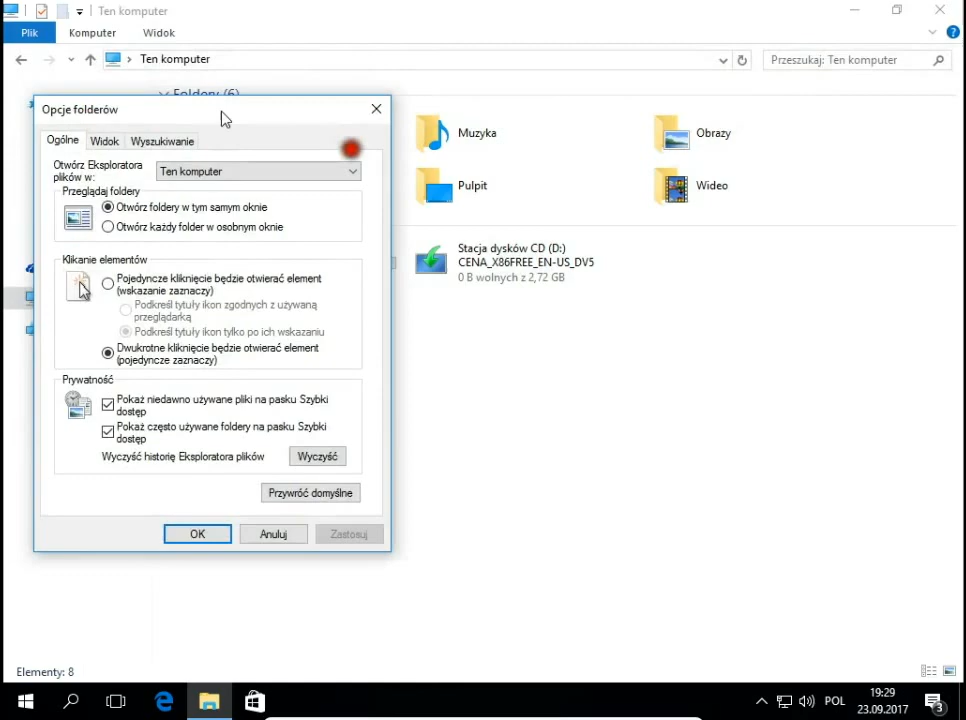 Ten komputer
Plik
Komputer
Widok
Ten komputer
Przeszukaj: Ten komputer
Foldery (6)
Opcje folderów
Ogólne
Widok
Wyszukiwanie
Otwórz Eksploratora
plików w:
Ten komputer
Przeglądaj foldery
Otwórz foldery w tym samym oknie
Otwórz każdy folder w osobnym oknie
Klikanie elementów
Pojedyncze kliknięcie będzie otwierać element
(wskazanie zaznaczy)
Podkreśl tytuły ikon zgodnych z używaną
przeglądarką
Podkreśl tytuły ikon tylko po ich wskazaniu
Dwukrotne kliknięcie będzie otwierać element
(pojedyncze zaznaczy)
Prywatność
Pokaż niedawno używane pliki na pasku Szybki
dostęp
Pokaż często używane foldery na pasku Szybki
dostęp
Wyczyść historię Eksploratora plików
Wyczyść
Przywróć domyślne
OK
Anuluj
Zastosuj
Muzyka
Obrazy
Pulpit
Wideo
Stacja dysków CD (D:)
CENA_X86FREE_EN-US_DV5
0 B wolnych z 2,72 GB
Elementy: 8
POL
19:29
23.09.2017
3